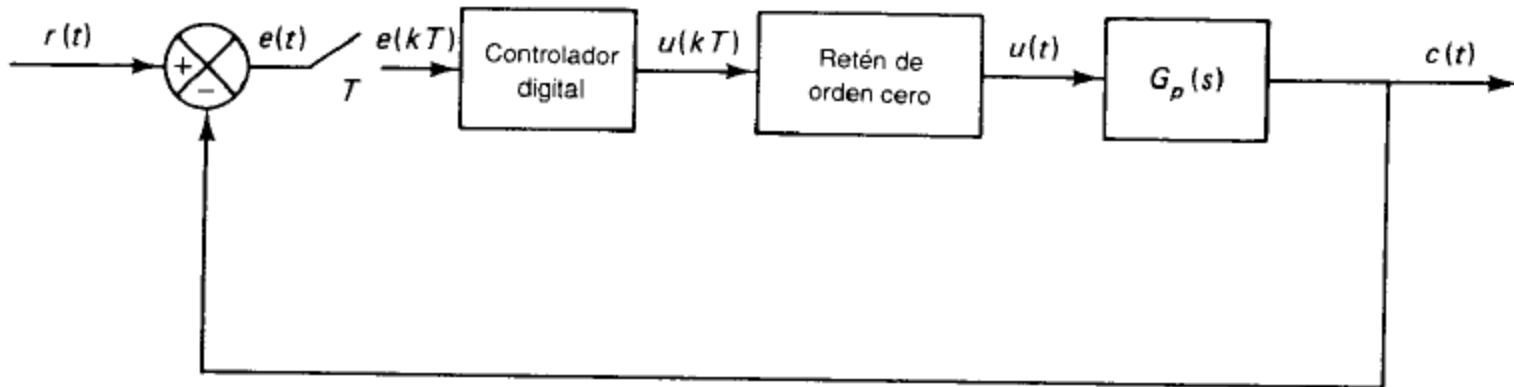 r(t)
+
−
e(t)
T
e(kT)
Controlador
digital
u(kT)
Retén de
orden cero
u(t)
G_p(s)
c(t)